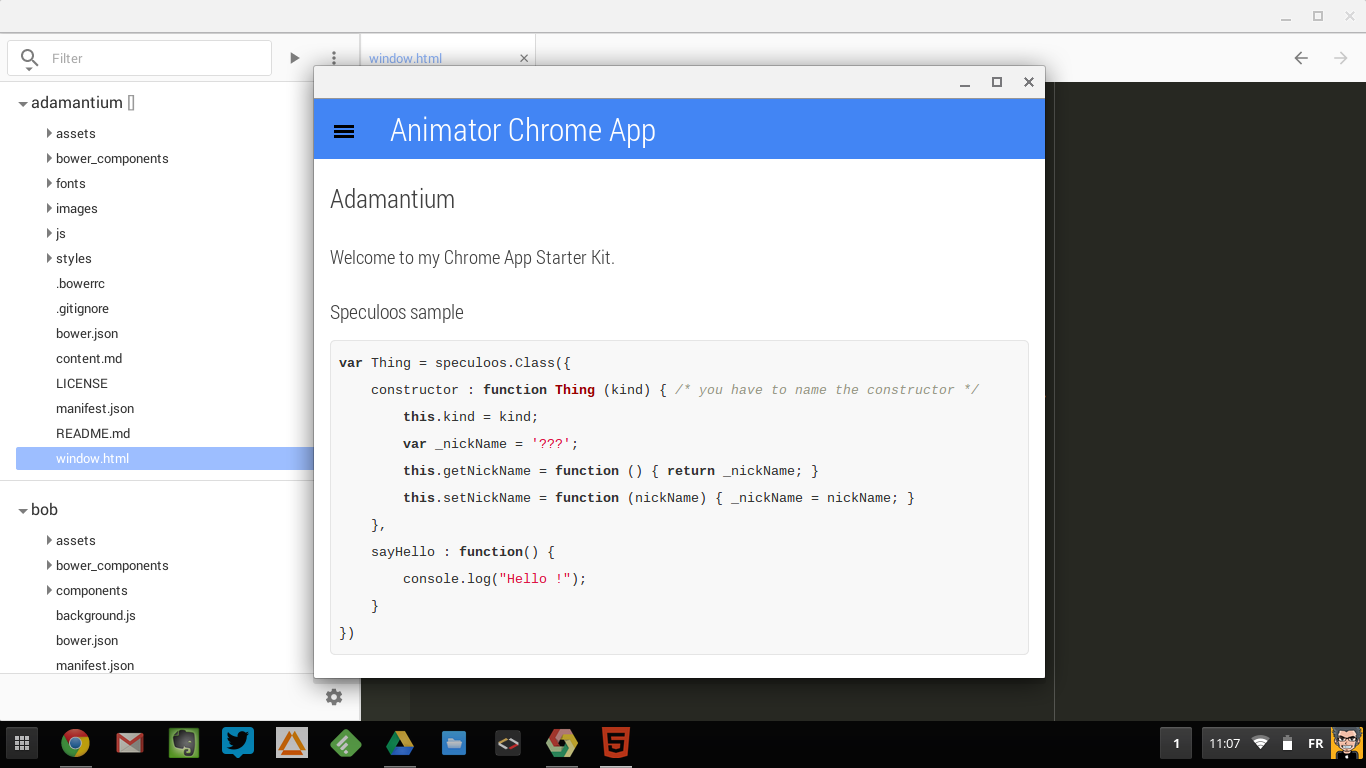 Filter
window.html
adamantium []
assets
bower_components
fonts
images
js
styles
.bowerrc
.gitignore
bower.json
content.md
LICENSE
manifest.json
README.md
window.html
bob
assets
bower_components
components
background.js
bower.json
manifest.json
Animator Chrome App
Adamantium
Welcome to my Chrome App Starter Kit.
Speculoos sample
var Thing = speculoos.Class({
    constructor : function Thing (kind) { /* you have to name the constructor */
        this.kind = kind;
        var _nickName = '???';
        this.getNickName = function () { return _nickName; }
        this.setNickName = function (nickName) { _nickName = nickName; }
    },
    sayHello : function() {
        console.log("Hello !");
    }
})
1
11:07 FR